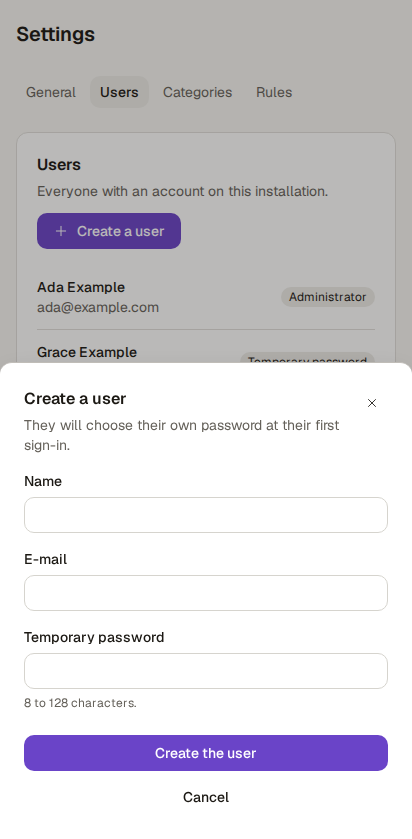 Settings
General Users Categories Rules
Users
Everyone with an account on this installation.
+ Create a user
Ada Example
ada@example.com
Administrator
Grace Example
Temporary password
Create a user
They will choose their own password at their first
sign-in.
Name
E-mail
Temporary password
8 to 128 characters.
Create the user
Cancel